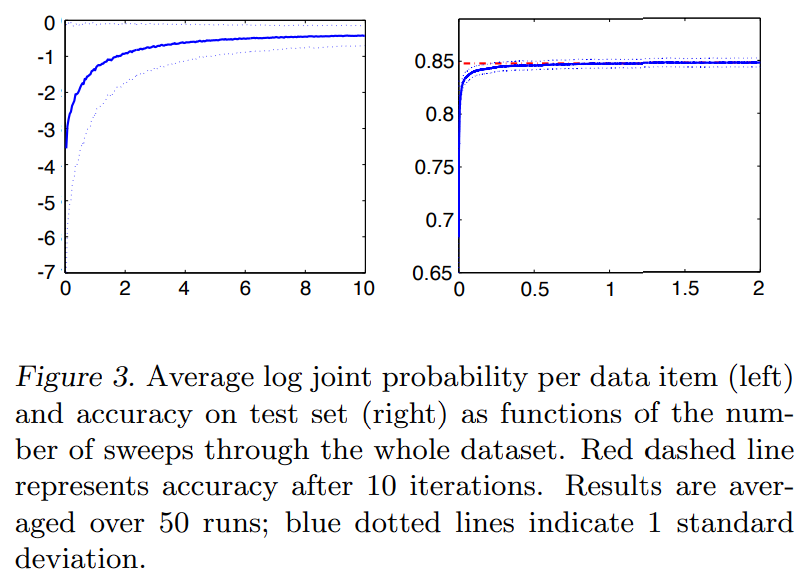 0
-1
-2
-3
-4
-5
-6
-7
0 2 4 6 8 10
0.85
0.8
0.75
0.7
0.65
0 0.5 1 1.5 2
Figure 3. Average log joint probability per data item (left)
and accuracy on test set (right) as functions of the num-
ber of sweeps through the whole dataset. Red dashed line
represents accuracy after 10 iterations. Results are aver-
aged over 50 runs; blue dotted lines indicate 1 standard
deviation.